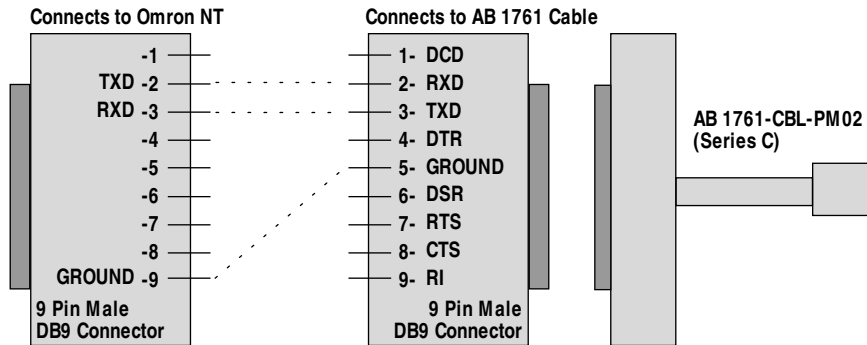 Connects to Omron NT
-1
TXD -2
RXD -3
-4
-5
-6
-7
-8
GROUND -9
9 Pin Male
DB9 Connector
Connects to AB 1761 Cable
1- DCD
2- RXD
3- TXD
4- DTR
5- GROUND
6- DSR
7- RTS
8- CTS
9- RI
9 Pin Male
DB9 Connector
AB 1761-CBL-PM02
(Series C)